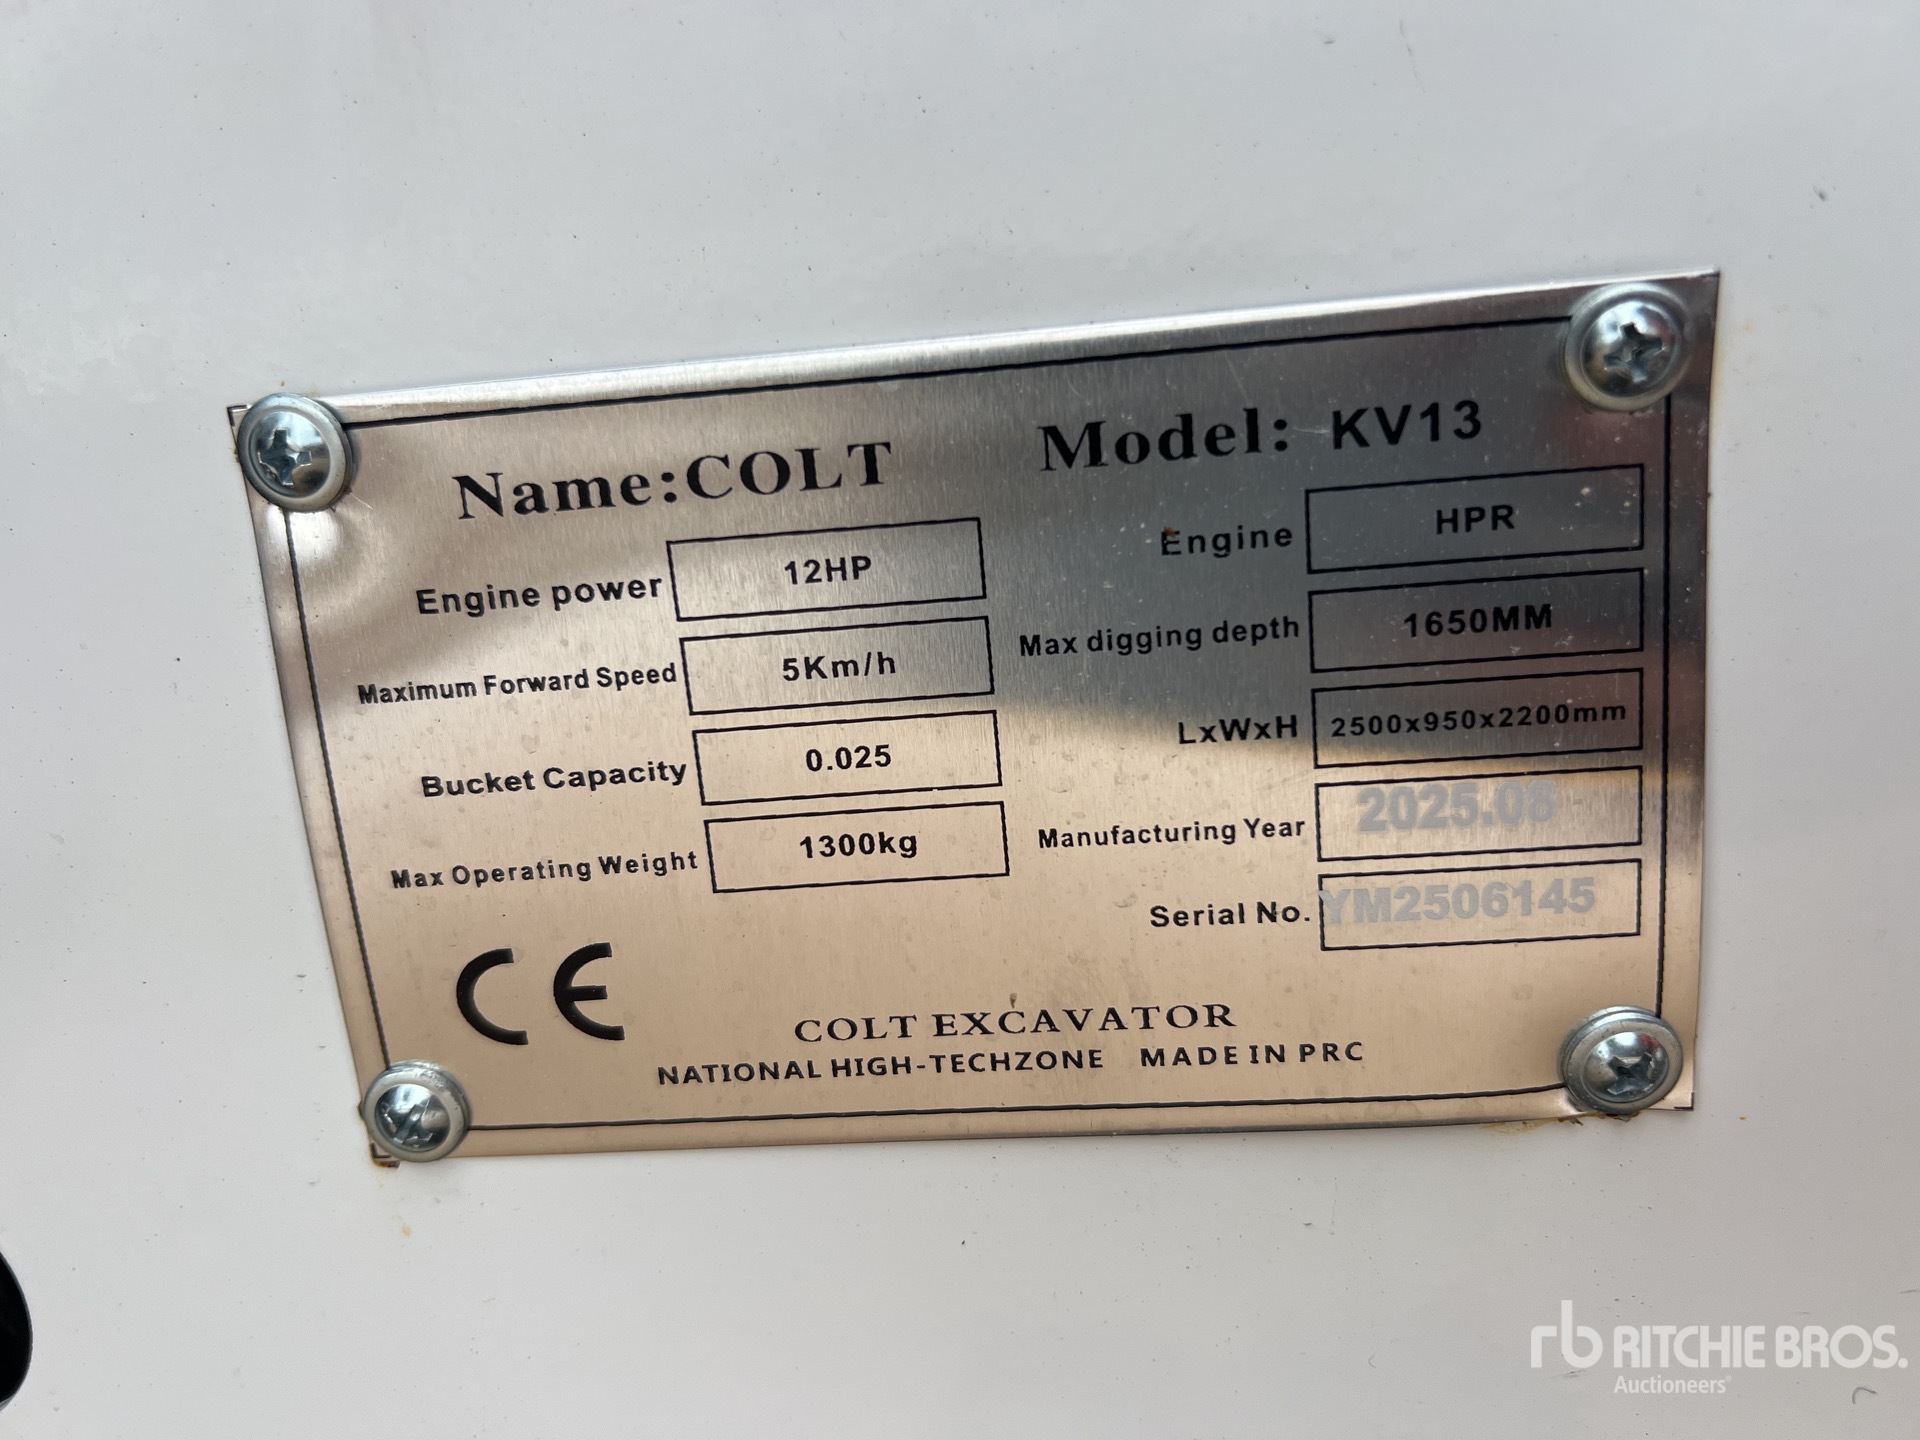 Name:COLT Model: KV13
Engine power 12HP Engine HPR
Maximum Forward Speed 5Km/h Max digging depth 1650MM
Bucket Capacity 0.025 LxWxH 2500x950x2200mm
Max Operating Weight 1300kg Manufacturing Year
Serial No. YM2506145
CE
COLT EXCAVATOR
NATIONAL HIGH-TECHZONE MADE IN PRC
rb RITCHIE BROS.
Auctioneers